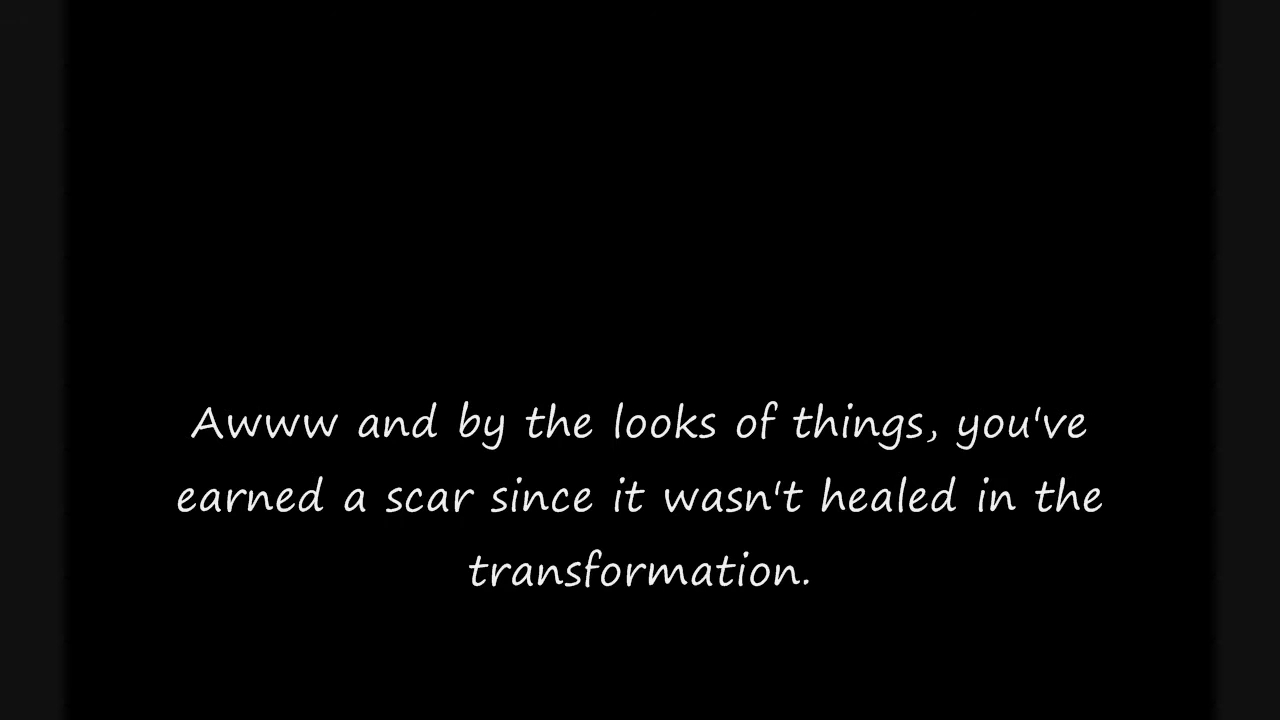 Awww and by the looks of things, you've
earned a scar since it wasn't healed in the
transformation.